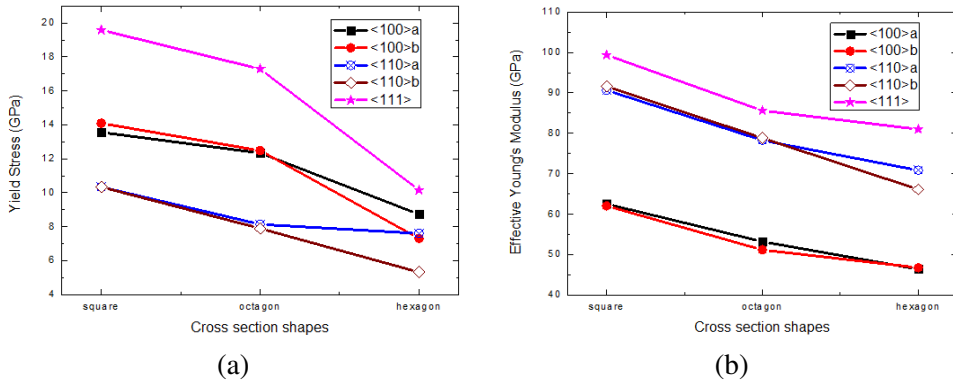 20
18
16
14
12
10
8
6
4
Yield Stress (GPa)
<100>a
<100>b
<110>a
<110>b
<111>
square octagon hexagon
Cross section shapes
(a)
110
100
90
80
70
60
50
40
Effective Young's Modulus (GPa)
<100>a
<100>b
<110>a
<110>b
<111>
square octagon hexagon
Cross section shapes
(b)